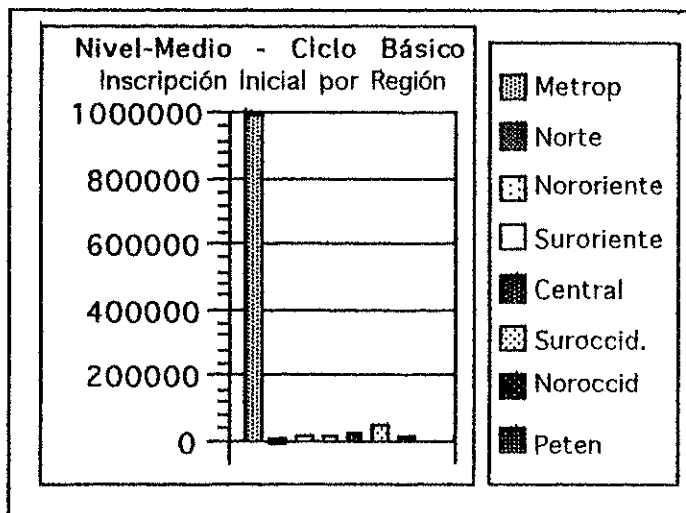 Nivel-Medio - Ciclo Básico
Inscripción Inicial por Región
1000000
800000
600000
400000
200000
0
Metrop
Norte
Nororiente
Suroriente
Central
Suroccid.
Noroccid
Peten